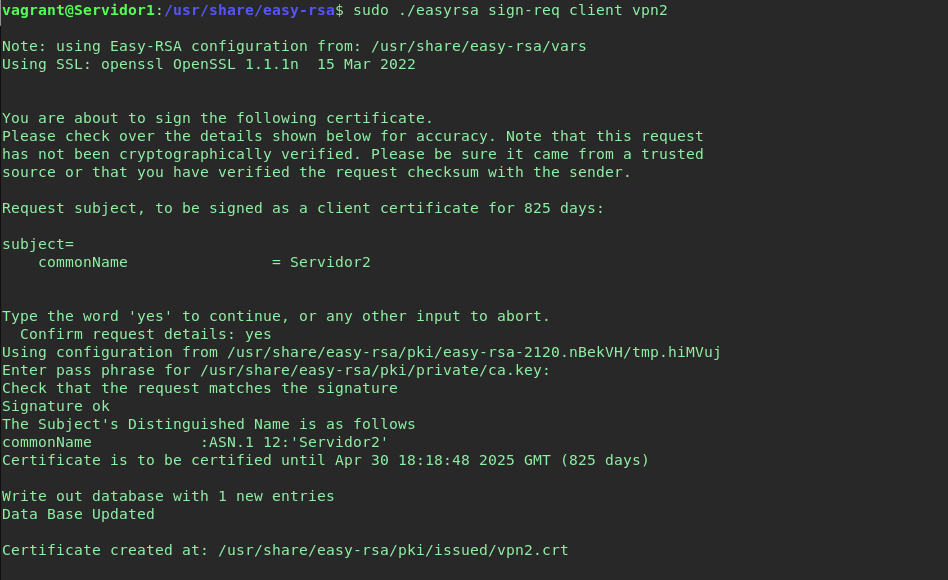 vagrant@Servidor1:/usr/share/easy-rsa$ sudo ./easyrsa sign-req client vpn2
Note: using Easy-RSA configuration from: /usr/share/easy-rsa/vars
Using SSL: openssl OpenSSL 1.1.1n  15 Mar 2022
You are about to sign the following certificate.
Please check over the details shown below for accuracy. Note that this request
has not been cryptographically verified. Please be sure it came from a trusted
source or that you have verified the request checksum with the sender.
Request subject, to be signed as a client certificate for 825 days:
subject=
    commonName                = Servidor2
Type the word 'yes' to continue, or any other input to abort.
  Confirm request details: yes
Using configuration from /usr/share/easy-rsa/pki/easy-rsa-2120.nBekVH/tmp.hiMVuj
Enter pass phrase for /usr/share/easy-rsa/pki/private/ca.key:
Check that the request matches the signature
Signature ok
The Subject's Distinguished Name is as follows
commonName            :ASN.1 12:'Servidor2'
Certificate is to be certified until Apr 30 18:18:48 2025 GMT (825 days)
Write out database with 1 new entries
Data Base Updated
Certificate created at: /usr/share/easy-rsa/pki/issued/vpn2.crt